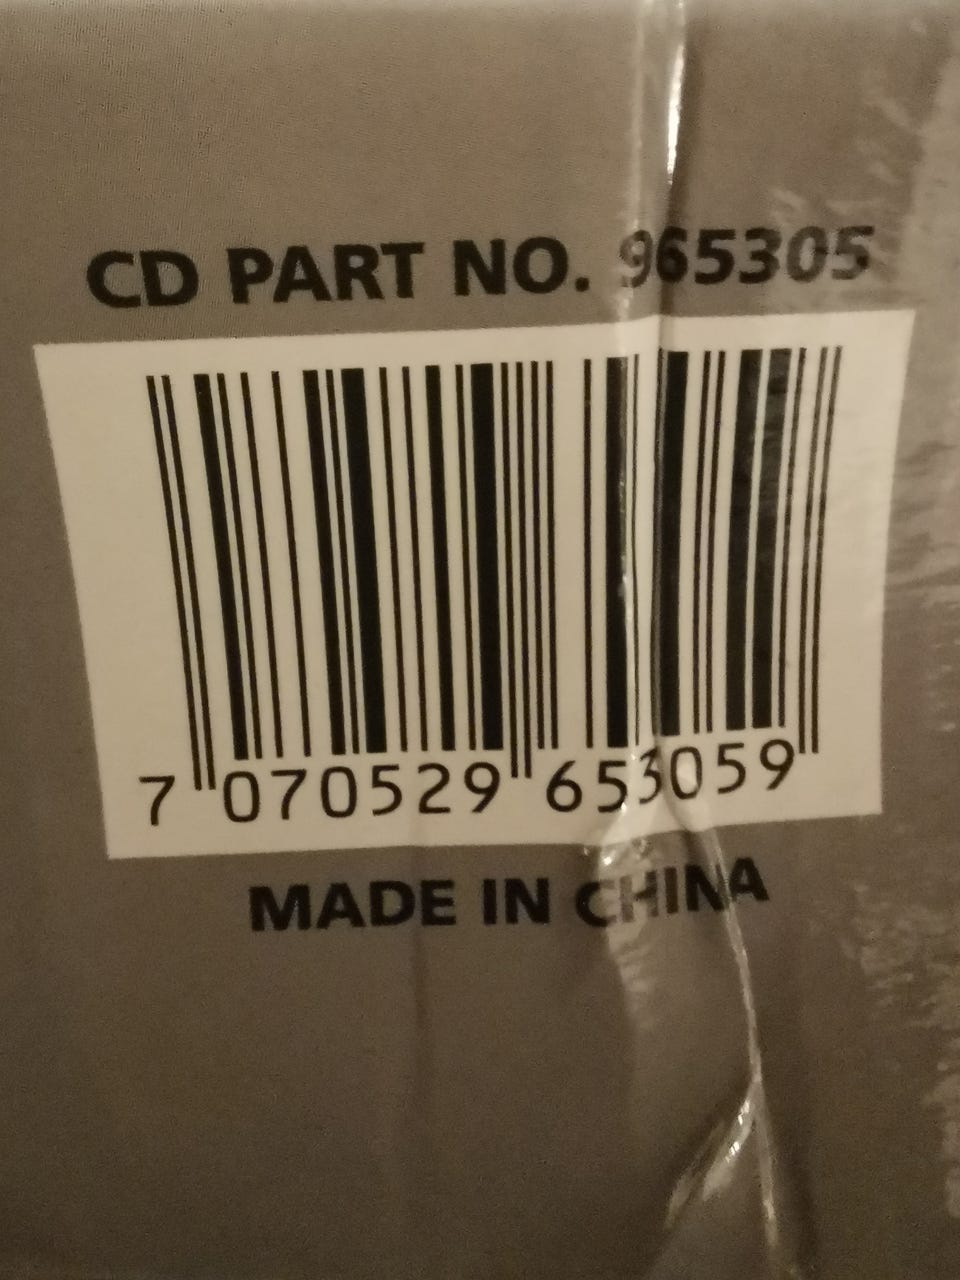 CD PART NO. 965305
7 070529 653059
MADE IN CHINA